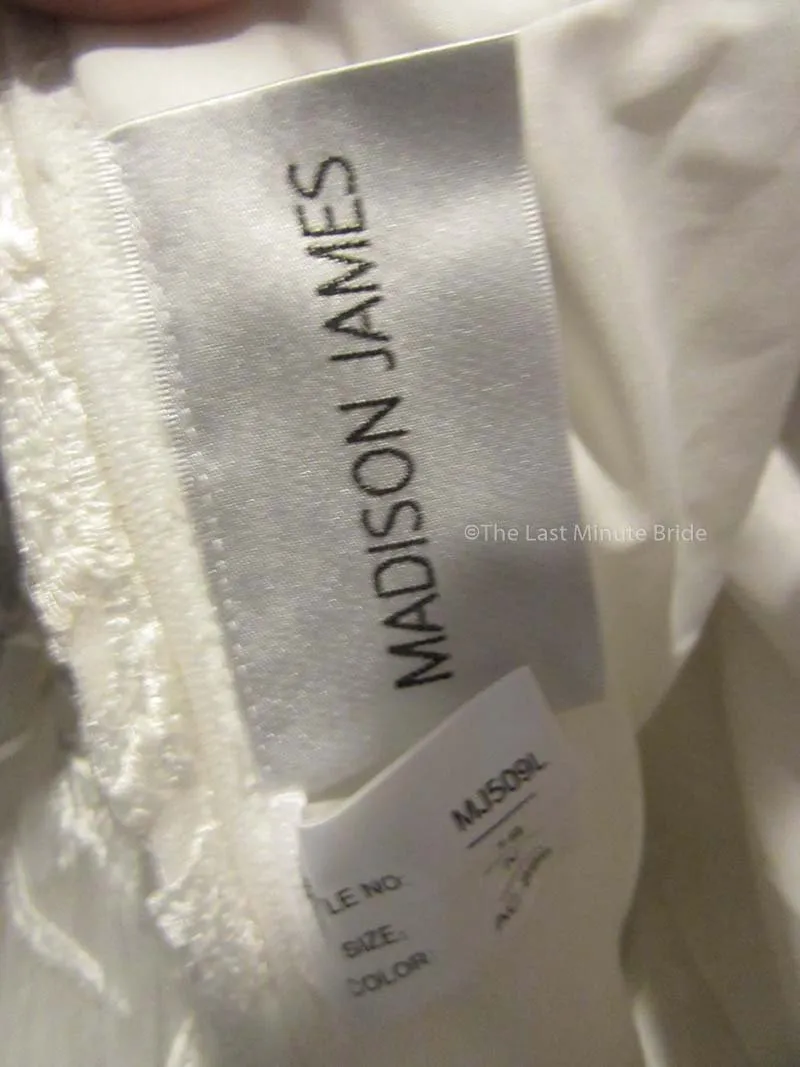 MADISON JAMES
©The Last Minute Bride
LE NO
MJ509L
SIZE:
COLOR